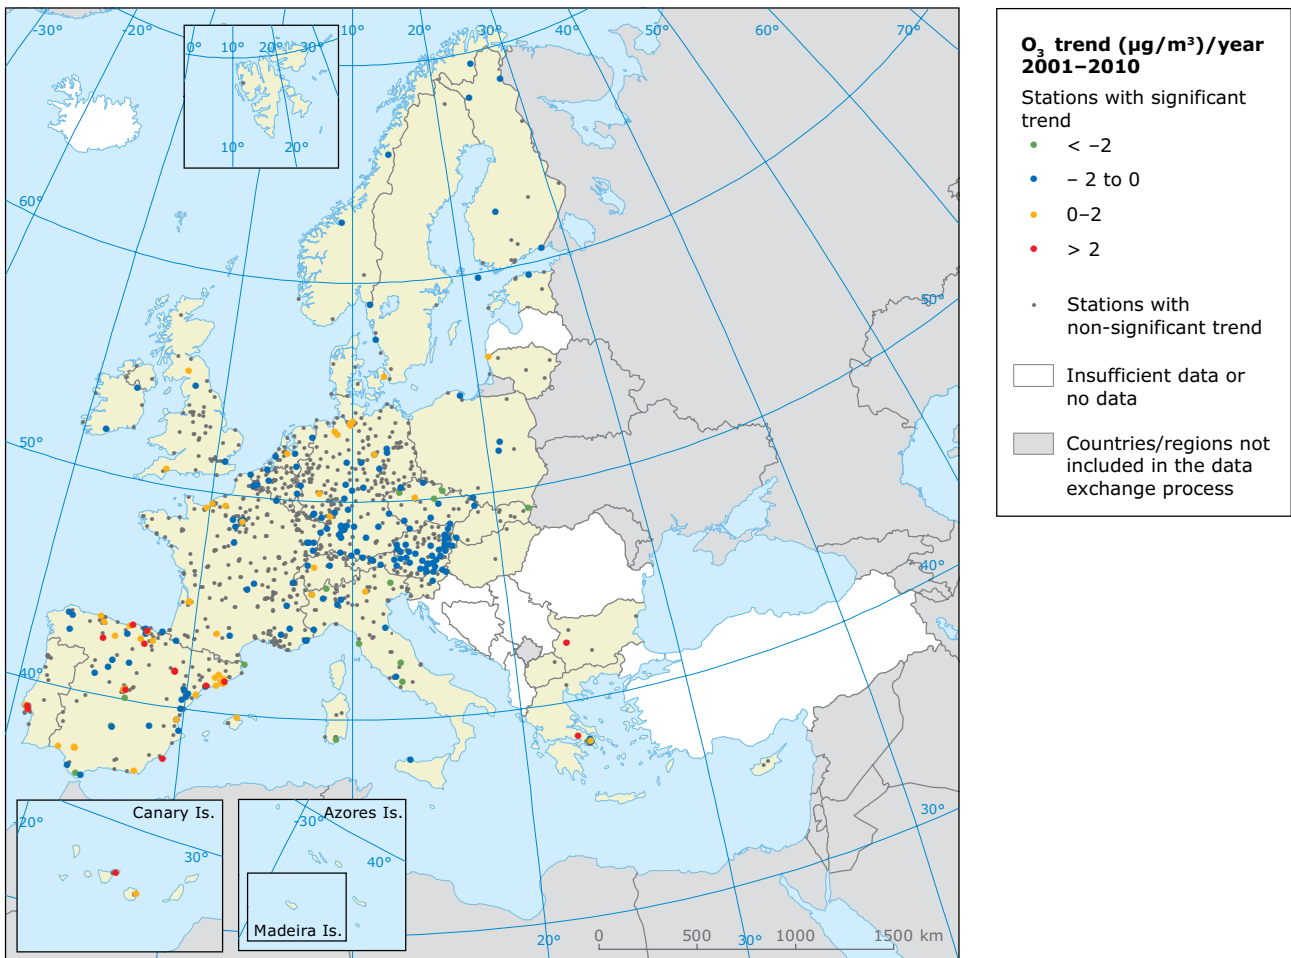 -30°
-20°
-10°
0°
10°
20°
30°
40°
60°
70°
0°
10°
20°
30°
10°
20°
60°
50°
50°
40°
40°
30°
20°
30°
Canary Is.
-20°
30°
Azores Is.
-30°
40°
Madeira Is.
0
500
1000
1500 km
O₃ trend (µg/m³)/year
2001–2010
Stations with significant
trend
< –2
– 2 to 0
0–2
> 2
Stations with
non-significant trend
Insufficient data or
no data
Countries/regions not
included in the data
exchange process